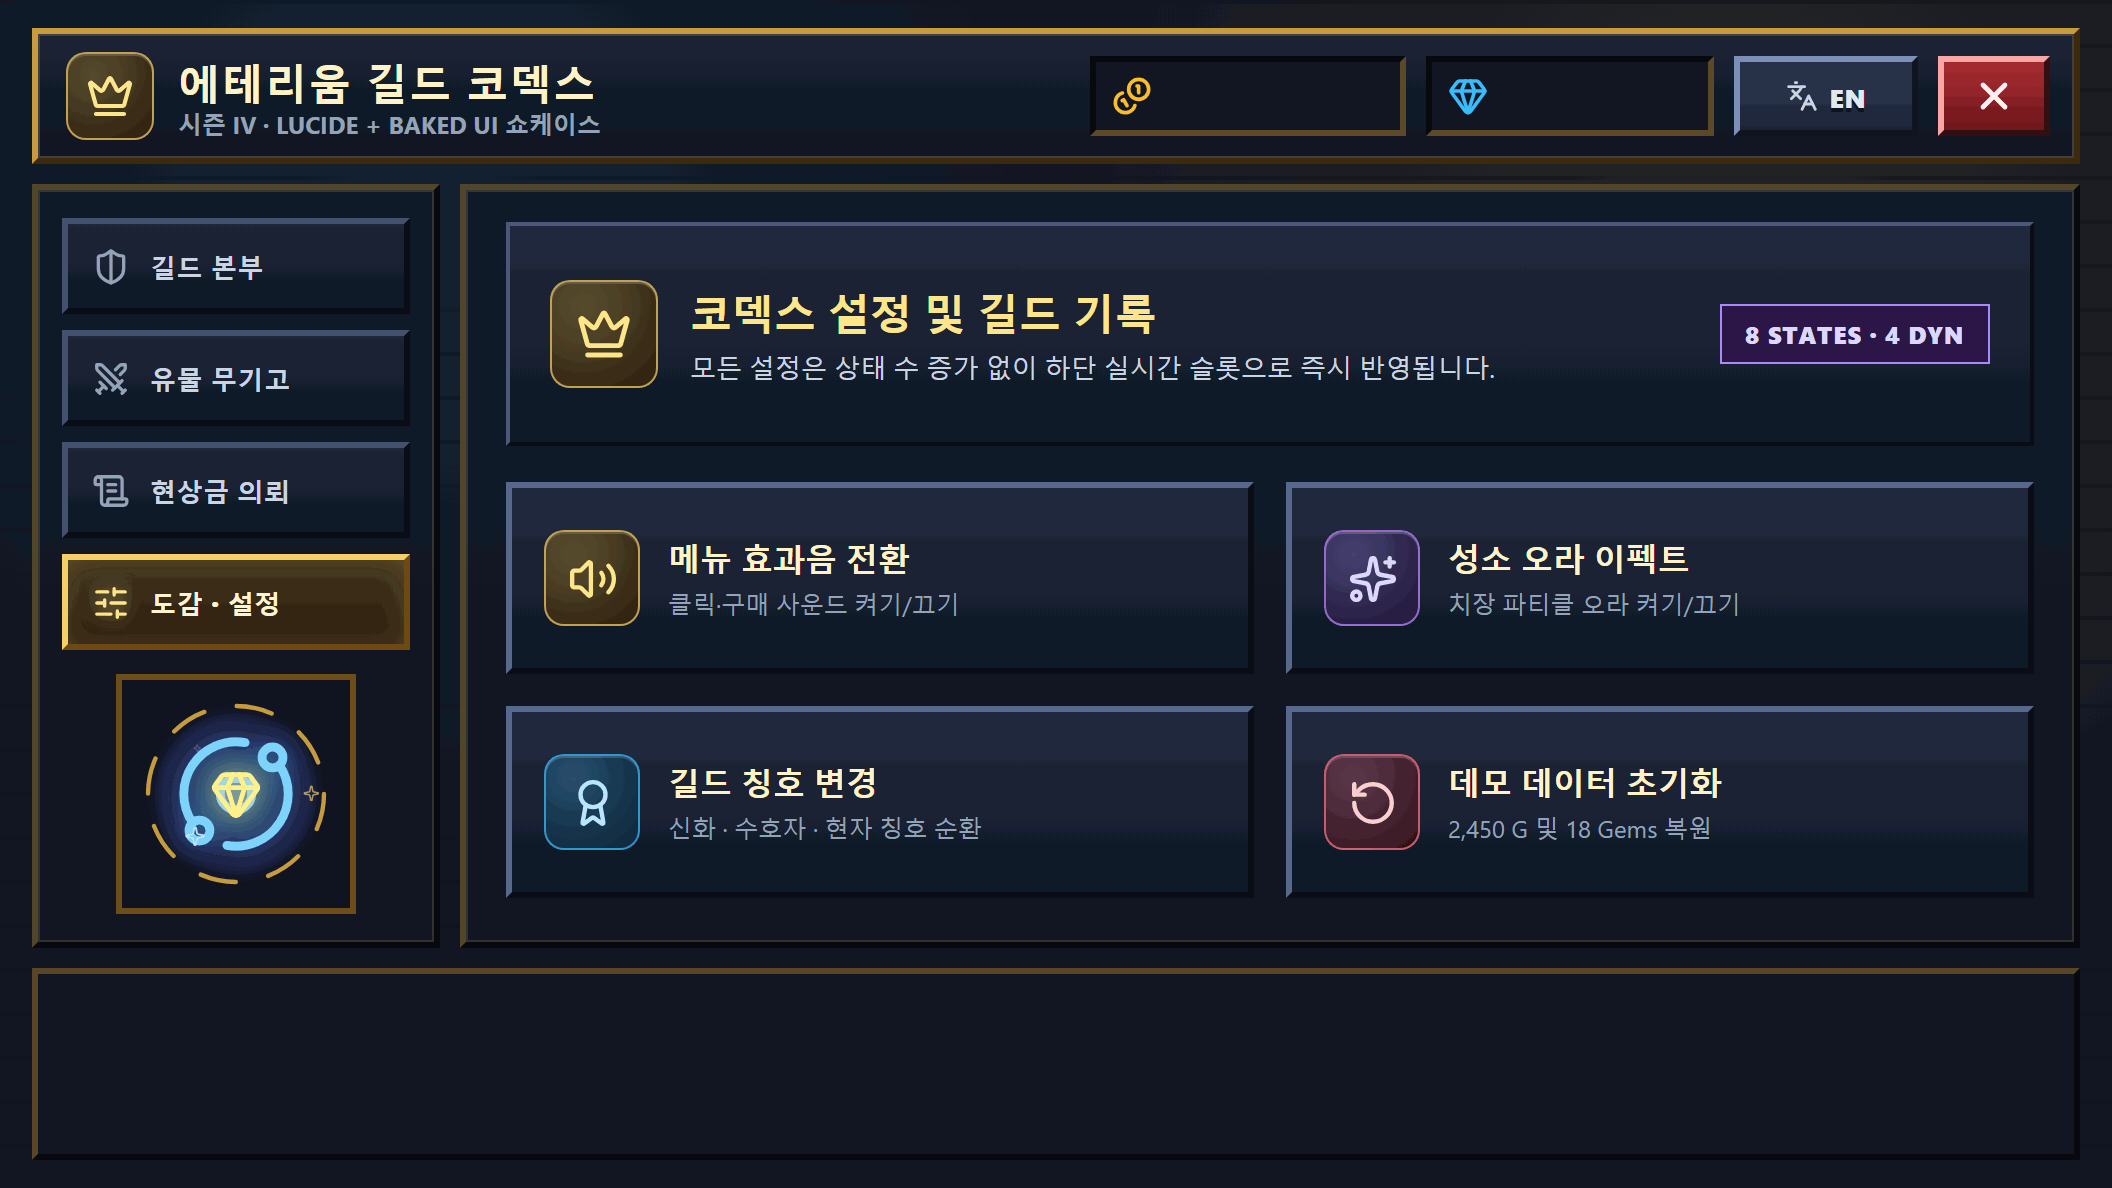 에테리움 길드 코덱스
시즌 IV · LUCIDE + BAKED UI 쇼케이스
EN
길드 본부
유물 무기고
현상금 의뢰
도감 · 설정
코덱스 설정 및 길드 기록
모든 설정은 상태 수 증가 없이 하단 실시간 슬롯으로 즉시 반영됩니다.
8 STATES · 4 DYN
메뉴 효과음 전환
클릭·구매 사운드 켜기/끄기
성소 오라 이펙트
치장 파티클 오라 켜기/끄기
길드 칭호 변경
신화 · 수호자 · 현자 칭호 순환
데모 데이터 초기화
2,450 G 및 18 Gems 복원